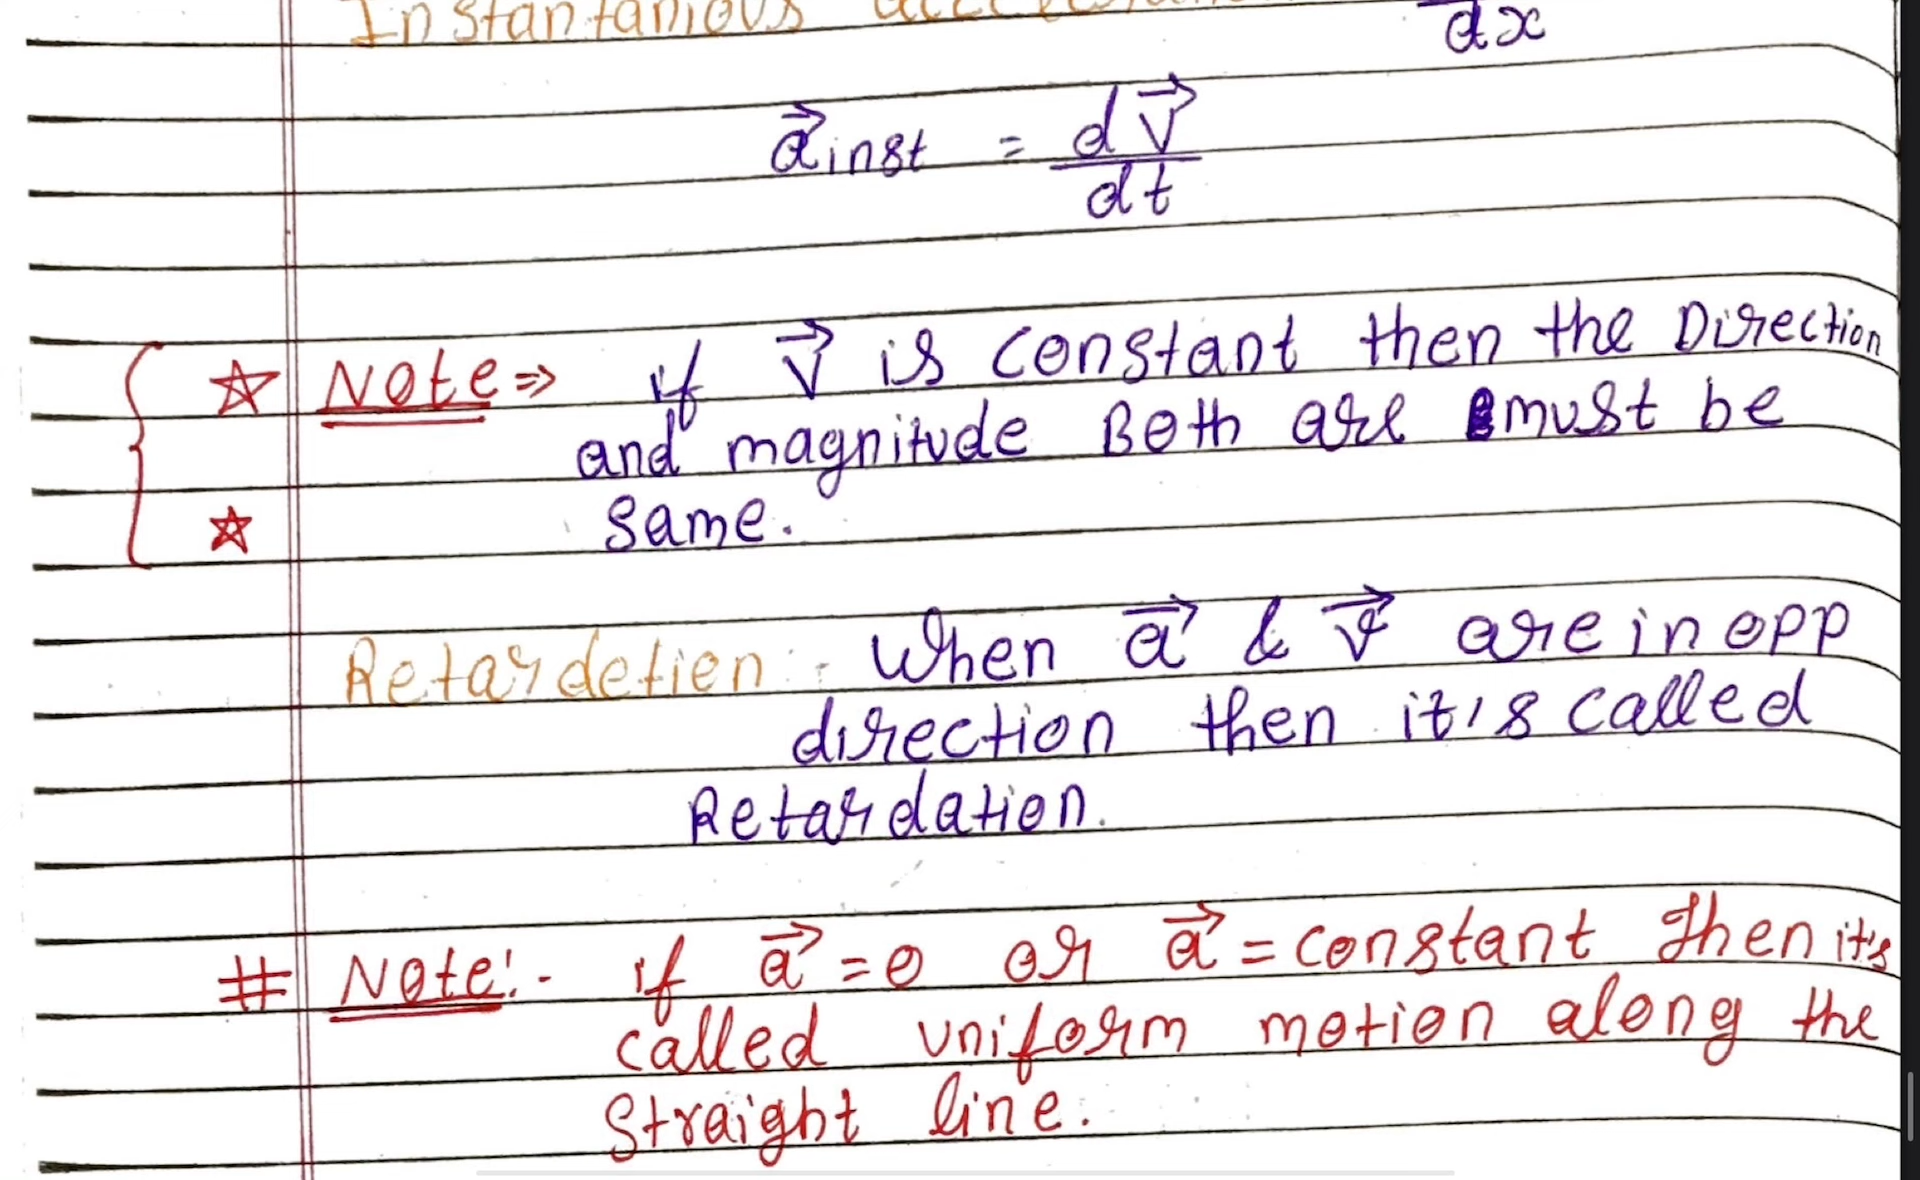 Instantanious
dx
a⃗inst = dv⃗/dt
☆ Note ⇒ if v⃗ is constant then the Direction
and magnitude Both are must be
☆ same.
Retardetion :- When a⃗ & v⃗ are in opp
direction then it's called
Retardation.
# Note:- if a⃗ = 0 or a⃗ = constant then it's
called uniform motion along the
straight line.